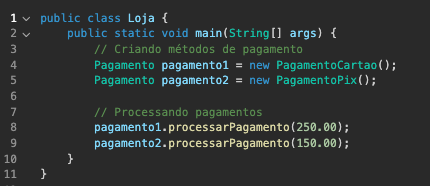 1 public class Loja {
2 public static void main(String[] args) {
3 // Criando métodos de pagamento
4 Pagamento pagamento1 = new PagamentoCartao();
5 Pagamento pagamento2 = new PagamentoPix();
6
7 // Processando pagamentos
8 pagamento1.processarPagamento(250.00);
9 pagamento2.processarPagamento(150.00);
10 }
11 }